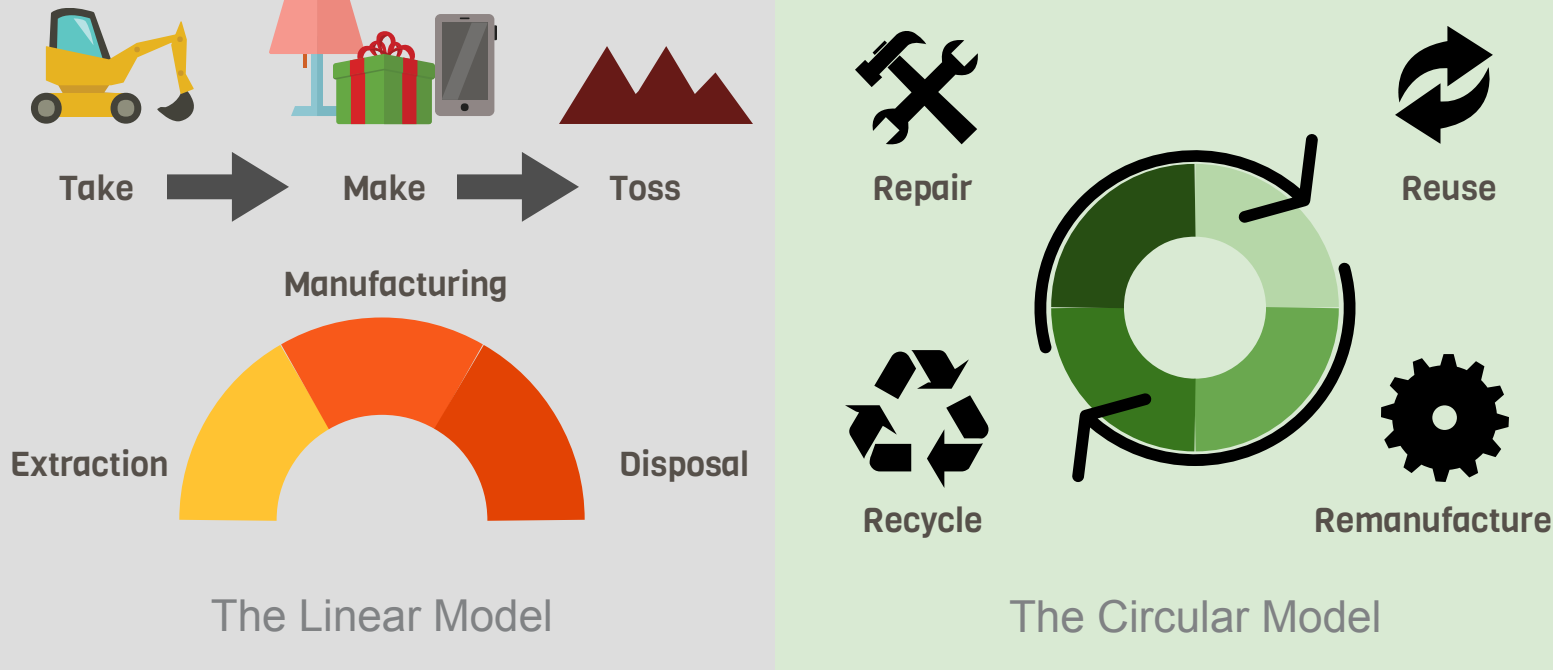 Take
Make
Toss
Manufacturing
Extraction
Disposal
The Linear Model
Repair
Reuse
Recycle
Remanufacture
The Circular Model